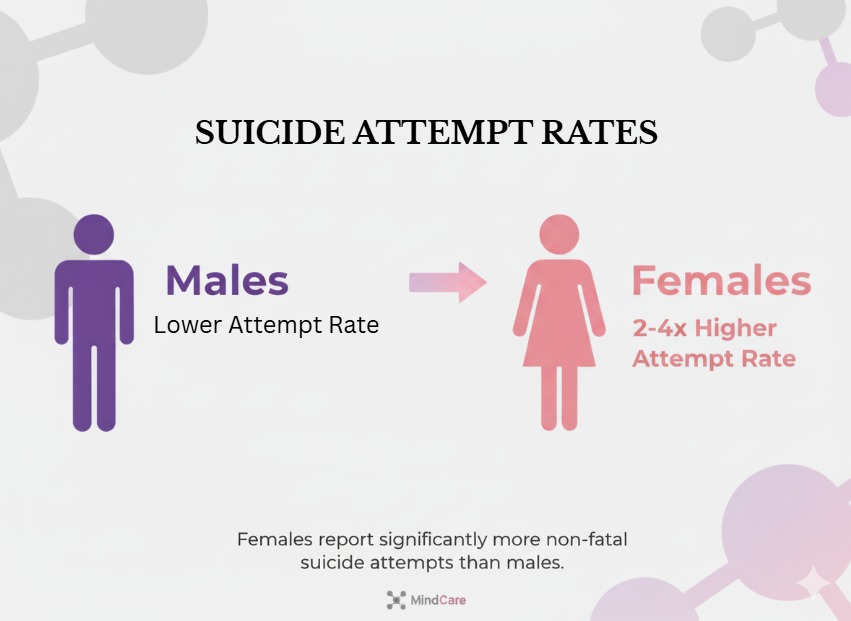 SUICIDE ATTEMPT RATES
Males
Lower Attempt Rate
Females
2-4x Higher
Attempt Rate
Females report significantly more non-fatal
suicide attempts than males.
MindCare